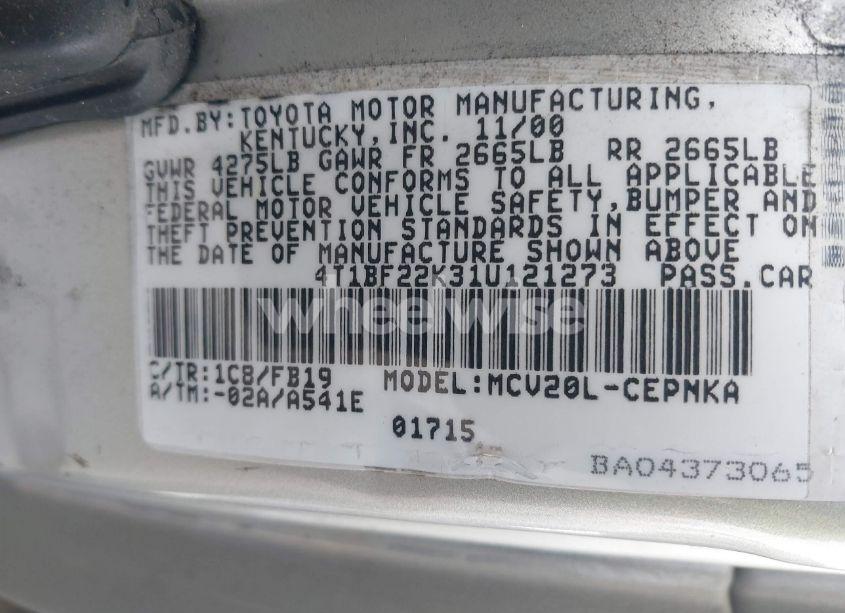 MFD.BY:TOYOTA MOTOR MANUFACTURING,
KENTUCKY,INC. 11/00
GVWR 4275LB GAWR FR 2665LB RR 2665LB
THIS VEHICLE CONFORMS TO ALL APPLICABLE
FEDERAL MOTOR VEHICLE SAFETY,BUMPER AND
THEFT PREVENTION STANDARDS IN EFFECT ON
THE DATE OF MANUFACTURE SHOWN ABOVE
4T1BF22K31U121273 PASS.CAR
wheelwise
C/TR:1C8/FB19 MODEL:MCV20L-CEPNKA
A/TM:-02A/A541E
01715
BA04373065